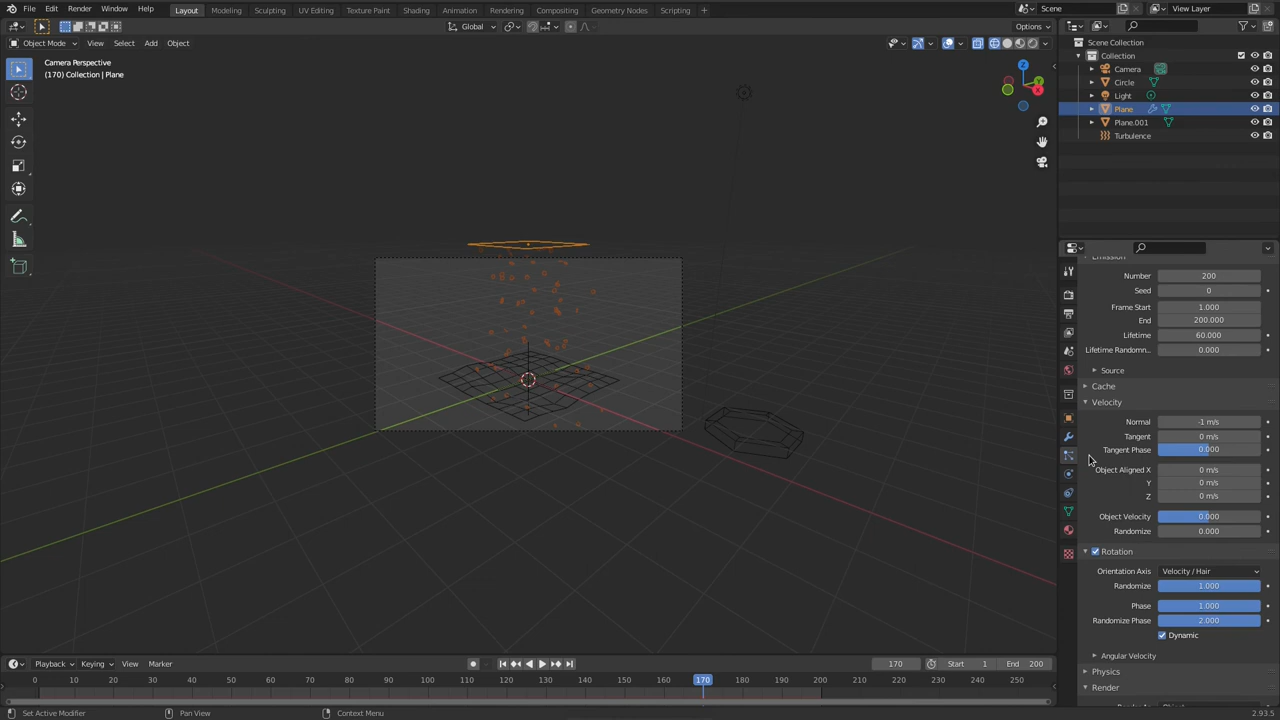 File Edit Render Window Help Layout Modeling Sculpting UV Editing Texture Paint Shading Animation Rendering Compositing Geometry Nodes Scripting Scene View Layer
Global Options
Object Mode View Select Add Object
Scene Collection
Camera Perspective
(170) Collection | Plane
Collection
Camera
Circle
Light
Plane
Plane.001
Turbulence
Z
Y
X
Emission
Number 200
Seed 0
Frame Start 1.000
End 200.000
Lifetime 60.000
Lifetime Randomn.. 0.000
Source
Cache
Velocity
Normal -1 m/s
Tangent 0 m/s
Tangent Phase 0.000
Object Aligned X 0 m/s
Y 0 m/s
Z 0 m/s
Object Velocity 0.000
Randomize 0.000
Rotation
Orientation Axis Velocity / Hair
Randomize 1.000
Phase 1.000
Randomize Phase 2.000
Dynamic
Angular Velocity
Physics
Render
Playback Keying View Marker 170 Start 1 End 200
0 10 20 30 40 50 60 70 80 90 100 110 120 130 140 150 160 170 180 190 200 210 220 230 240 250
Set Active Modifier Pan View Context Menu 2.93.5